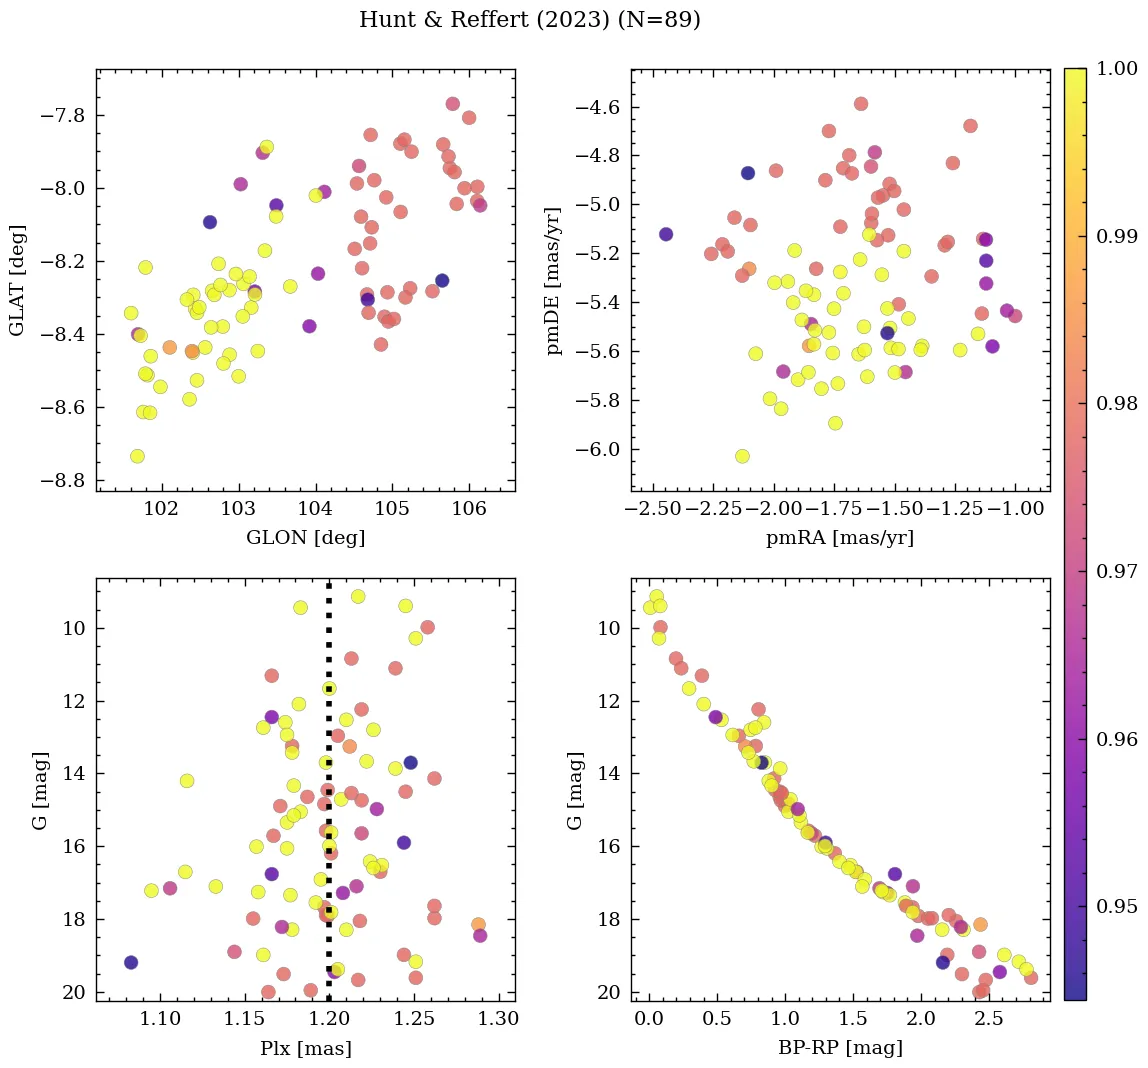 Hunt & Reffert (2023) (N=89)
−7.8
−8.0
−8.2
−8.4
−8.6
−8.8
GLAT [deg]
102 103 104 105 106
GLON [deg]
−4.6
−4.8
−5.0
−5.2
−5.4
−5.6
−5.8
−6.0
pmDE [mas/yr]
−2.50 −2.25 −2.00 −1.75 −1.50 −1.25 −1.00
pmRA [mas/yr]
10
12
14
16
18
20
G [mag]
1.10 1.15 1.20 1.25 1.30
Plx [mas]
10
12
14
16
18
20
G [mag]
0.0 0.5 1.0 1.5 2.0 2.5
BP-RP [mag]
1.00
0.99
0.98
0.97
0.96
0.95